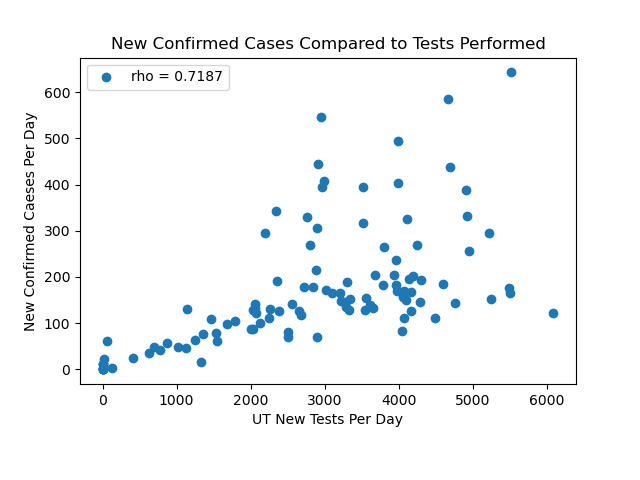 New Confirmed Cases Compared to Tests Performed
rho = 0.7187
600
500
400
300
200
100
0
New Confirmed Caeses Per Day
0 1000 2000 3000 4000 5000 6000
UT New Tests Per Day